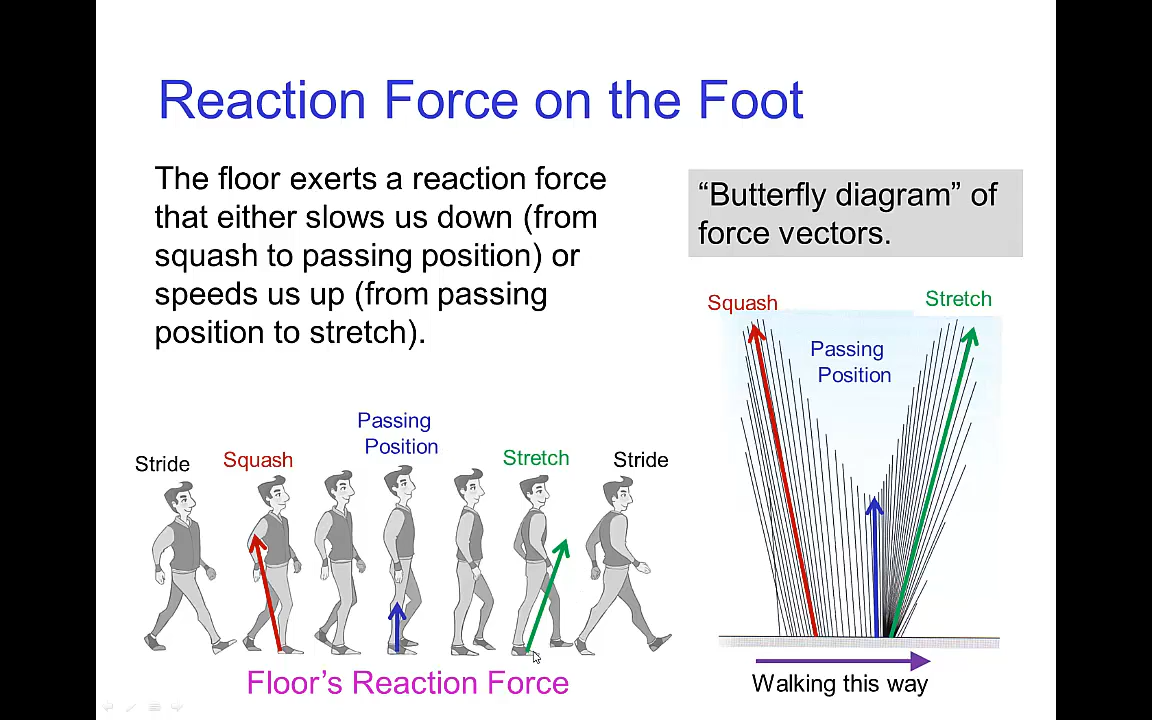 Reaction Force on the Foot
The floor exerts a reaction force
that either slows us down (from
squash to passing position) or
speeds us up (from passing
position to stretch).
“Butterfly diagram” of
force vectors.
Squash
Stretch
Passing
Position
Passing
Position
Stride
Squash
Stretch
Stride
Floor’s Reaction Force
Walking this way